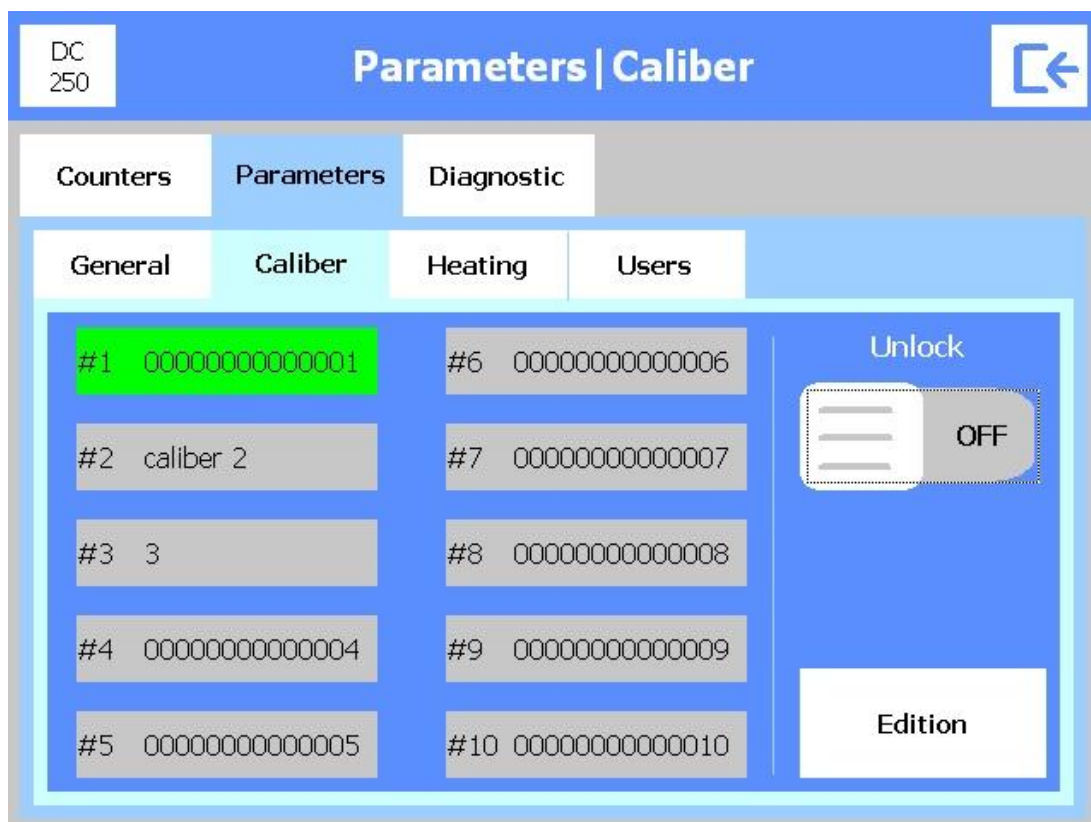 DC
250
Parameters|Caliber
Counters
Parameters
Diagnostic
General
Caliber
Heating
Users
#1 00000000000001
#2 caliber 2
#3 3
#4 00000000000004
#5 00000000000005
#6 00000000000006
#7 00000000000007
#8 00000000000008
#9 00000000000009
#10 00000000000010
Unlock
OFF
Edition